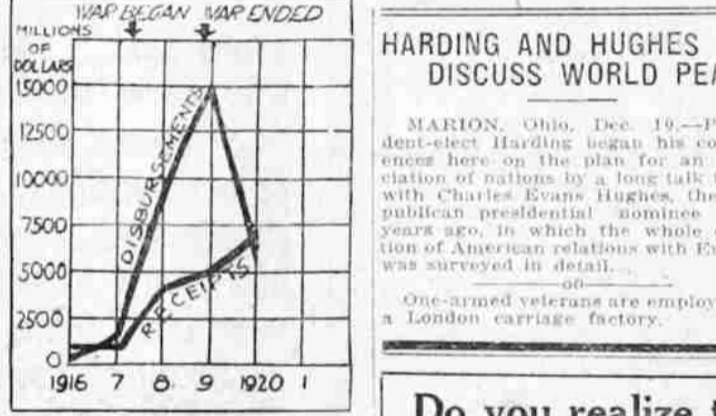 WAR BEGAN WAR ENDED
MILLIONS
OF
DOLLARS
15000
12500
10000
7500
5000
2500
0
DISBURSEMENTS
RECEIPTS
1916 7 8 9 1920 1
HARDING AND HUGHES
DISCUSS WORLD PEA
MARION, Ohio, Dec. 19.—P
dent-elect Harding began his co
ences here on the plan for an
ciation of nations by a long talk
with Charles Evans Hughes, the
publican presidential nominee
years ago, in which the whole
tion of American relations with Eu
was surveyed in detail.
oo
One-armed veterans are employ
a London carriage factory.
Do you realize t